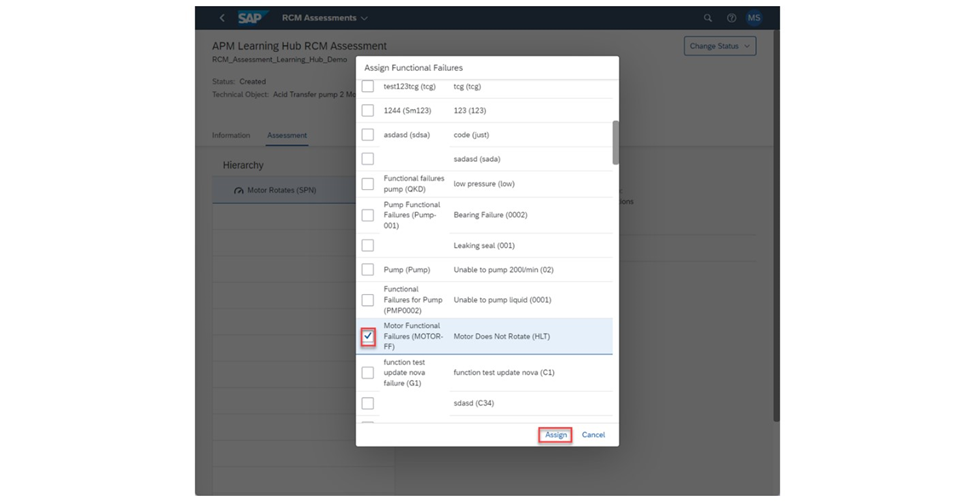 SAP RCM Assessments
MS
APM Learning Hub RCM Assessment
RCM_Assessment_Learning_Hub_Demo
Change Status
Status: Created
Technical Object: Acid Transfer pump 2
Information Assessment
Hierarchy
Motor Rotates (SPN)
Assign Functional Failures
test123tcg (tcg) tcg (tcg)
1244 (Sm123) 123 (123)
asdasd (sdsa) code (just)
sadasd (sada)
Functional failures
pump (QKD) low pressure (low)
Pump Functional
Failures (Pump-
001) Bearing Failure (0002)
Leaking seal (001)
Pump (Pump) Unable to pump 200l/min (02)
Functional
Failures for Pump
(PMP0002) Unable to pump liquid (0001)
Motor Functional
Failures (MOTOR-
FF) Motor Does Not Rotate (HLT)
function test
update nova
failure (G1) function test update nova (C1)
sdasd (C34)
Assign Cancel